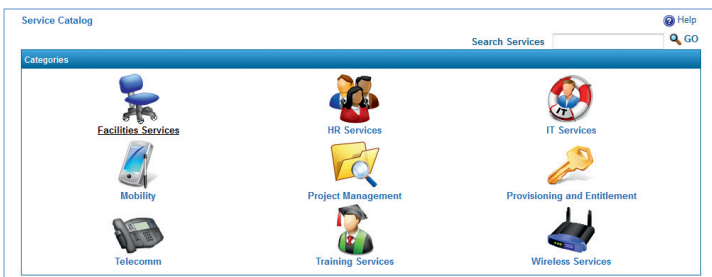 Service Catalog
Help
Search Services
GO
Categories
Facilities Services
HR Services
IT
IT Services
Mobility
Project Management
Provisioning and Entitlement
Telecomm
Training Services
Wireless Services